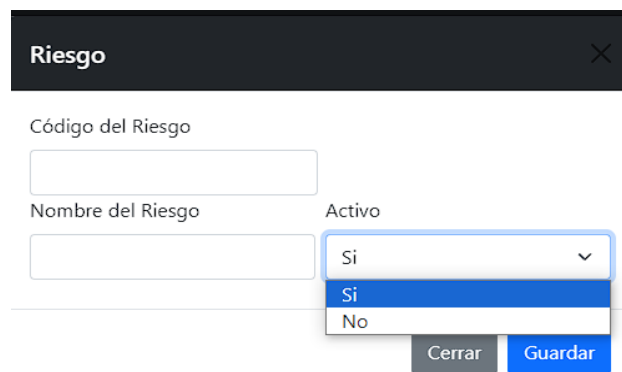 Riesgo
Código del Riesgo
Nombre del Riesgo Activo
Si
Si
No
Cerrar Guardar